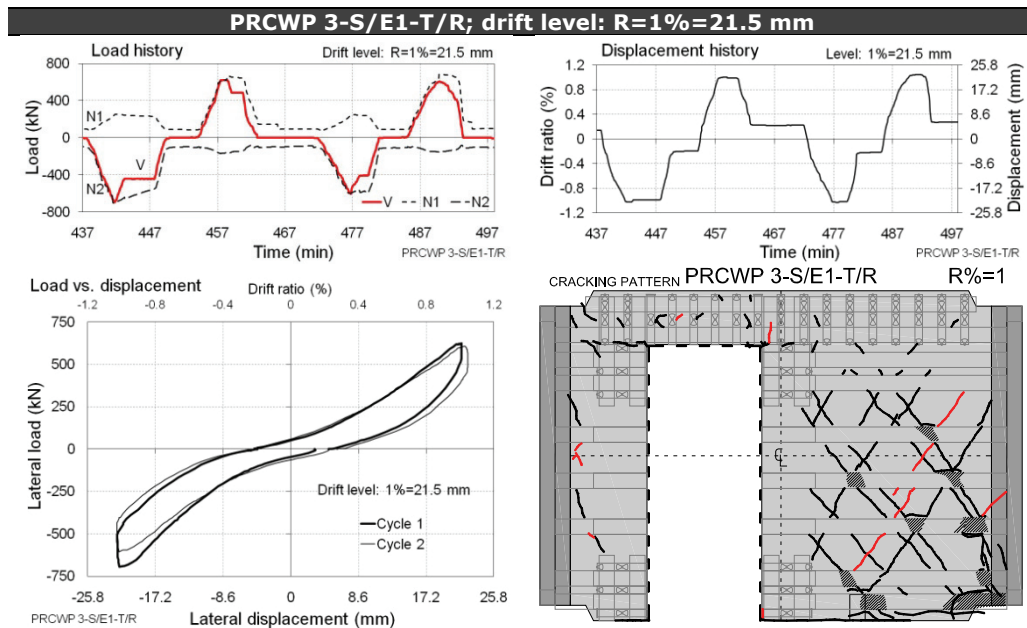 PRCWP 3-S/E1-T/R; drift level: R=1%=21.5 mm
Load history
Drift level: R=1%=21.5 mm
800
400
0
-400
-800
Load (kN)
N1
V
N2
V N1 N2
437 447 457 467 477 487 497
Time (min)
PRCWP 3-S/E1-T/R
Displacement history
Level: 1%=21.5 mm
1.2
0.8
0.4
0.0
-0.4
-0.8
-1.2
Drift ratio (%)
25.8
17.2
8.6
0
-8.6
-17.2
-25.8
Displacement (mm)
437 447 457 467 477 487 497
Time (min)
PRCWP 3-S/E1-T/R
Load vs. displacement
Drift ratio (%)
-1.2 -0.8 -0.4 0.0 0.4 0.8 1.2
750
500
250
0
-250
-500
-750
Lateral load (kN)
Drift level: 1%=21.5 mm
Cycle 1
Cycle 2
-25.8 -17.2 -8.6 0 8.6 17.2 25.8
PRCWP 3-S/E1-T/R
Lateral displacement (mm)
CRACKING PATTERN PRCWP 3-S/E1-T/R R%=1
CL